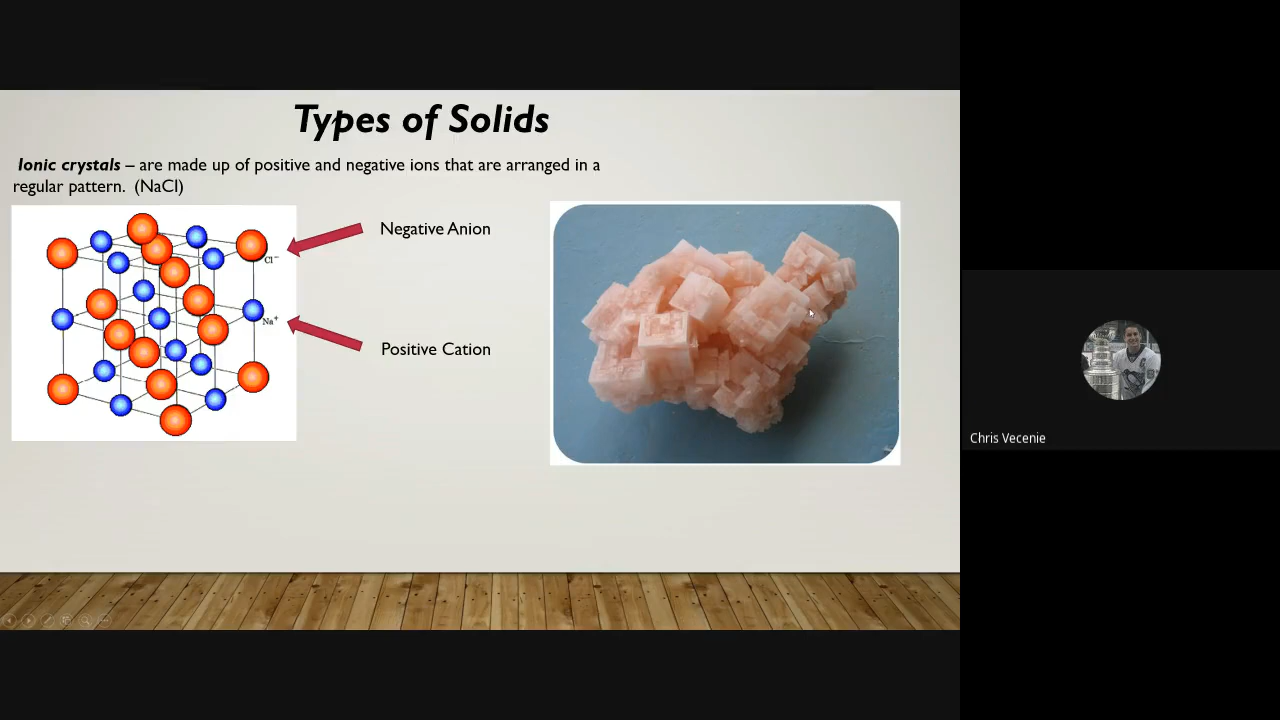 Types of Solids
Ionic crystals – are made up of positive and negative ions that are arranged in a
regular pattern. (NaCl)
Negative Anion
Cl⁻
Na⁺
Positive Cation
Chris Vecenie